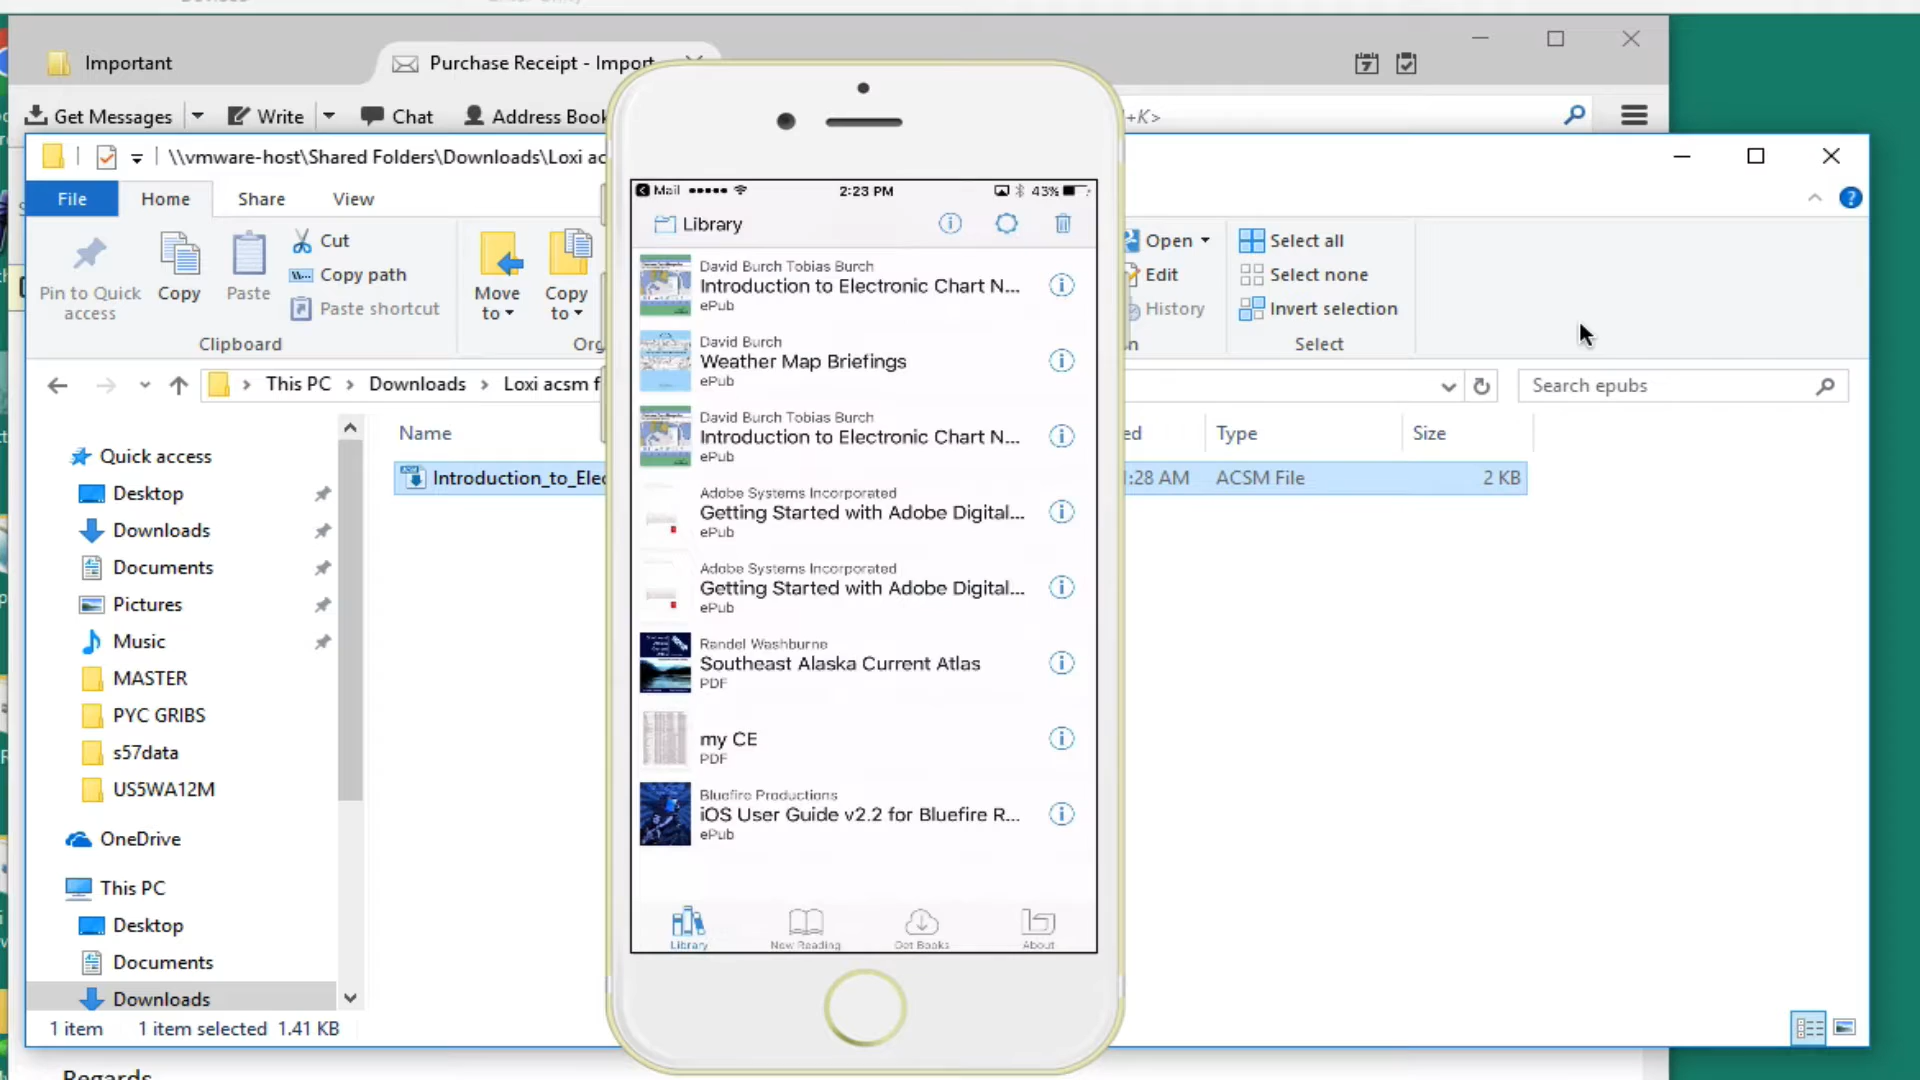 Important
Purchase Receipt - Import
Get Messages
Write
Chat
Address Book
+K>
\\vmware-host\Shared Folders\Downloads\Loxi ac
File
Home
Share
View
Pin to Quick access
Copy
Paste
Cut
Copy path
Paste shortcut
Clipboard
Move to
Copy to
Org
Open
Edit
History
Select all
Select none
Invert selection
Select
This PC
Downloads
Loxi acsm f
Search epubs
Quick access
Desktop
Downloads
Documents
Pictures
Music
MASTER
PYC GRIBS
s57data
US5WA12M
OneDrive
This PC
Desktop
Documents
Downloads
Name
ed
Type
Size
Introduction_to_Elec
:28 AM
ACSM File
2 KB
1 item
1 item selected 1.41 KB
Regards
Mail
2:23 PM
43%
Library
David Burch Tobias Burch
Introduction to Electronic Chart N...
ePub
David Burch
Weather Map Briefings
ePub
David Burch Tobias Burch
Introduction to Electronic Chart N...
ePub
Adobe Systems Incorporated
Getting Started with Adobe Digital...
ePub
Adobe Systems Incorporated
Getting Started with Adobe Digital...
ePub
Randel Washburne
Southeast Alaska Current Atlas
PDF
my CE
PDF
Bluefire Productions
iOS User Guide v2.2 for Bluefire R...
ePub
Library
Now Reading
Get Books
About